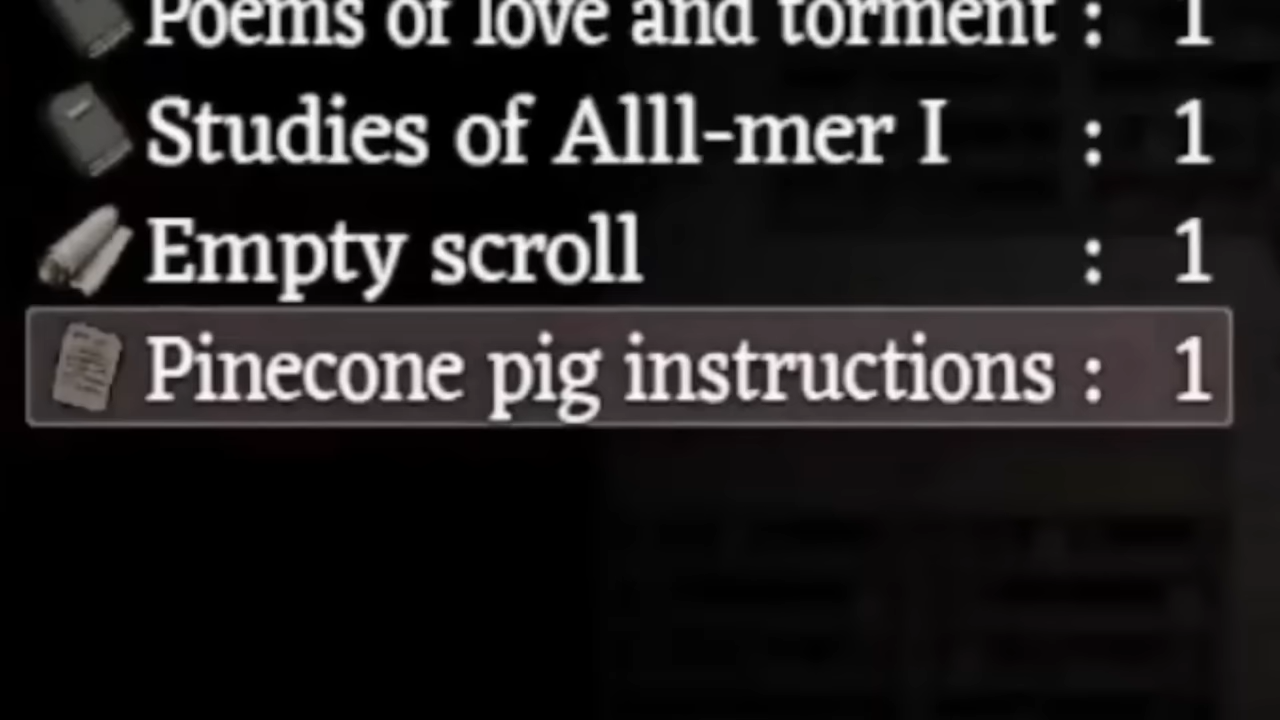 Poems of love and torment : 1
Studies of Alll-mer I : 1
Empty scroll : 1
Pinecone pig instructions : 1